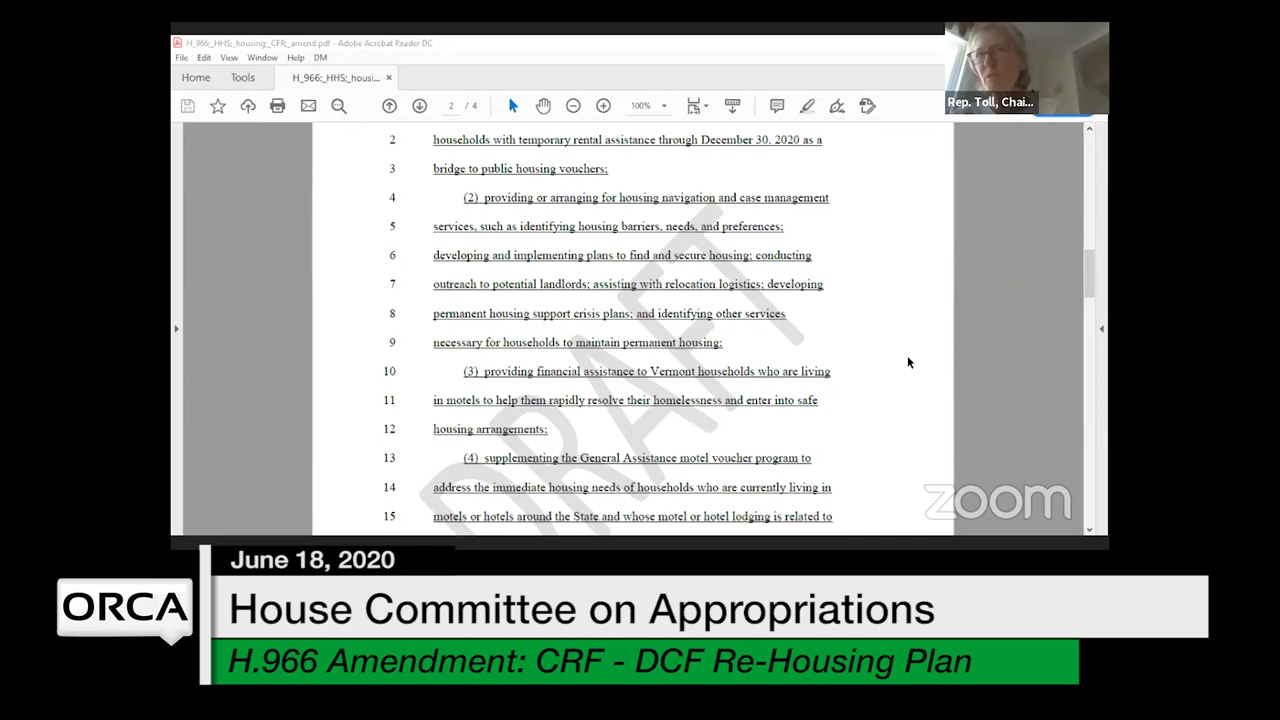 H_966;_HHS;_housing;_CFR;_amend.pdf - Adobe Acrobat Reader DC
File Edit View Window Help DM
Home Tools H_966;_HHS;_housi... ×
2 / 4 100%
Rep. Toll, Chai...
2 households with temporary rental assistance through December 30, 2020 as a
3 bridge to public housing vouchers;
4 (2) providing or arranging for housing navigation and case management
5 services, such as identifying housing barriers, needs, and preferences;
6 developing and implementing plans to find and secure housing; conducting
7 outreach to potential landlords; assisting with relocation logistics; developing
8 permanent housing support crisis plans; and identifying other services
9 necessary for households to maintain permanent housing;
10 (3) providing financial assistance to Vermont households who are living
11 in motels to help them rapidly resolve their homelessness and enter into safe
12 housing arrangements;
13 (4) supplementing the General Assistance motel voucher program to
14 address the immediate housing needs of households who are currently living in
15 motels or hotels around the State and whose motel or hotel lodging is related to
DRAFT
zoom
June 18, 2020
ORCA
House Committee on Appropriations
H.966 Amendment: CRF - DCF Re-Housing Plan